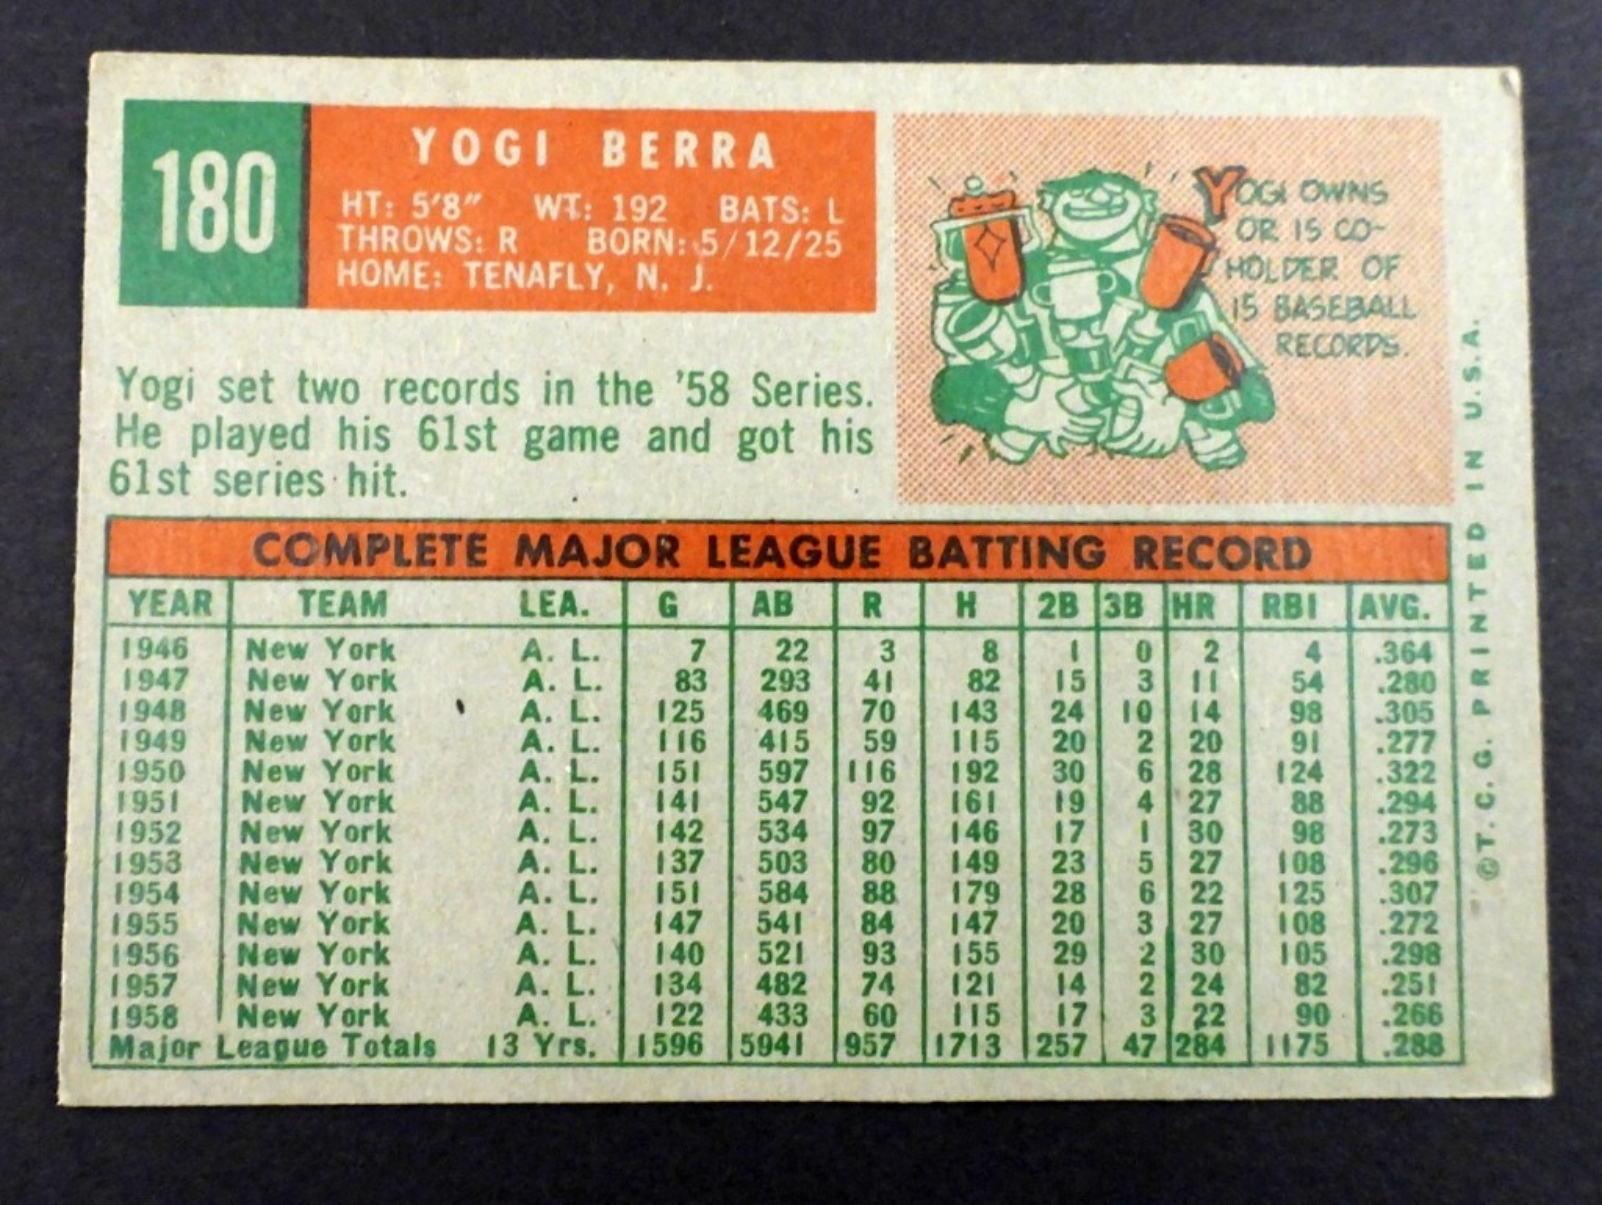 180
YOGI BERRA
HT: 5'8" WT: 192 BATS: L
THROWS: R BORN: 5/12/25
HOME: TENAFLY, N. J.
YOGI OWNS
OR IS CO-
HOLDER OF
15 BASEBALL
RECORDS.
Yogi set two records in the '58 Series.
He played his 61st game and got his
61st series hit.
COMPLETE MAJOR LEAGUE BATTING RECORD
YEAR TEAM LEA. G AB R H 2B 3B HR RBI AVG.
1946 New York A. L. 7 22 3 8 1 0 2 4 .364
1947 New York A. L. 83 293 41 82 15 3 11 54 .280
1948 New York A. L. 125 469 70 143 24 10 14 98 .305
1949 New York A. L. 116 415 59 115 20 2 20 91 .277
1950 New York A. L. 151 597 116 192 30 6 28 124 .322
1951 New York A. L. 141 547 92 161 19 4 27 88 .294
1952 New York A. L. 142 534 97 146 17 1 30 98 .273
1953 New York A. L. 137 503 80 149 23 5 27 108 .296
1954 New York A. L. 151 584 88 179 28 6 22 125 .307
1955 New York A. L. 147 541 84 147 20 3 27 108 .272
1956 New York A. L. 140 521 93 155 29 2 30 105 .298
1957 New York A. L. 134 482 74 121 14 2 24 82 .251
1958 New York A. L. 122 433 60 115 17 3 22 90 .266
Major League Totals 13 Yrs. 1596 5941 957 1713 257 47 284 1175 .288
©T. C. G. PRINTED IN U.S.A.